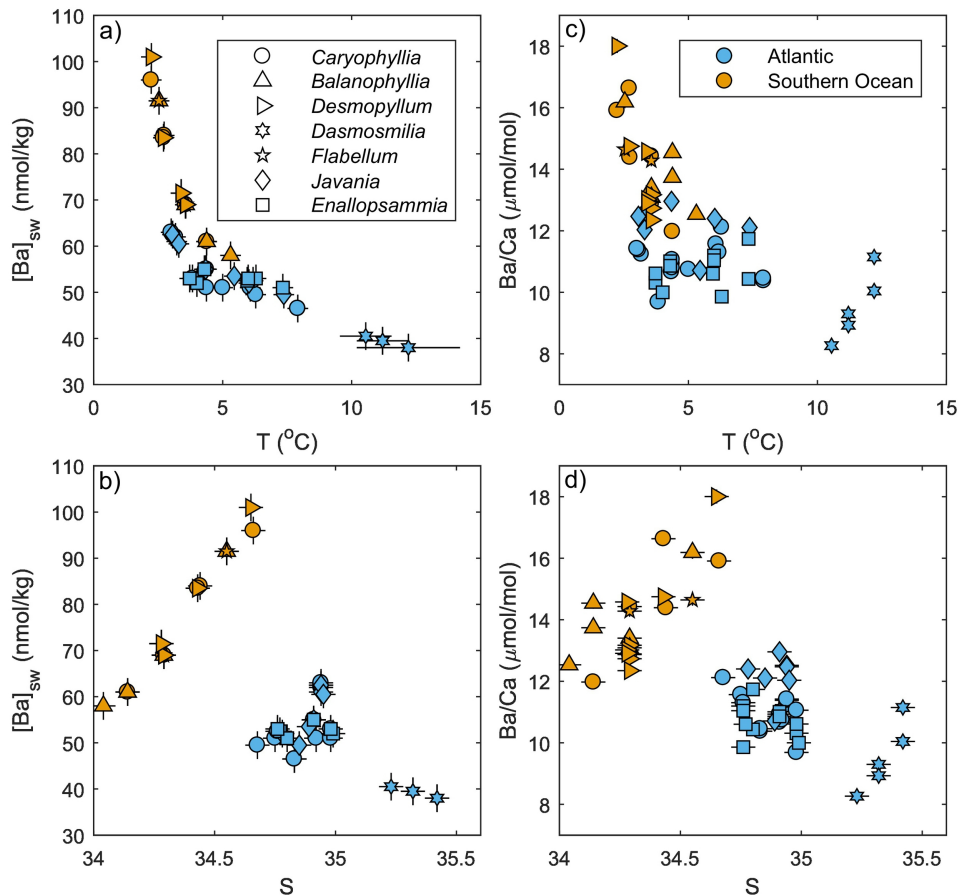 a)
[Ba]sw (nmol/kg)
110
100
90
80
70
60
50
40
30
0
5
10
15
T (°C)
Caryophyllia
Balanophyllia
Desmopyllum
Dasmosmilia
Flabellum
Javania
Enallopsammia
c)
Ba/Ca (μmol/mol)
18
16
14
12
10
8
0
5
10
15
T (°C)
Atlantic
Southern Ocean
b)
[Ba]sw (nmol/kg)
110
100
90
80
70
60
50
40
30
34
34.5
35
35.5
S
d)
Ba/Ca (μmol/mol)
18
16
14
12
10
8
34
34.5
35
35.5
S